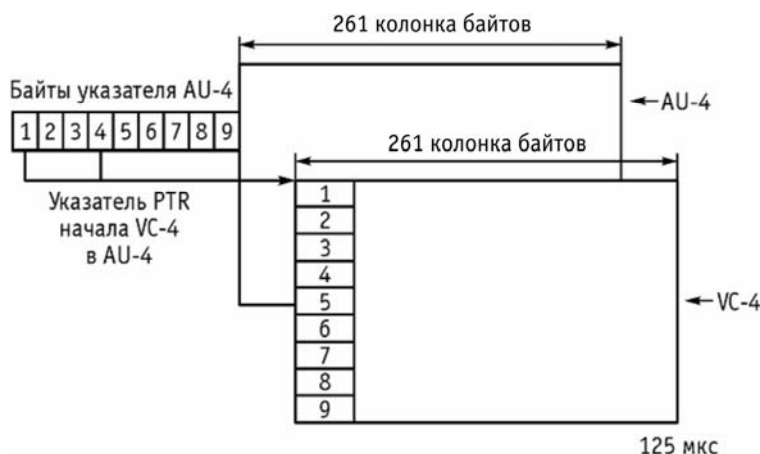 261 колонка байтов
Байты указателя AU-4
AU-4
1 2 3 4 5 6 7 8 9
261 колонка байтов
Указатель PTR
начала VC-4
в AU-4
1
2
3
4
5
6
7
8
9
VC-4
125 мкс